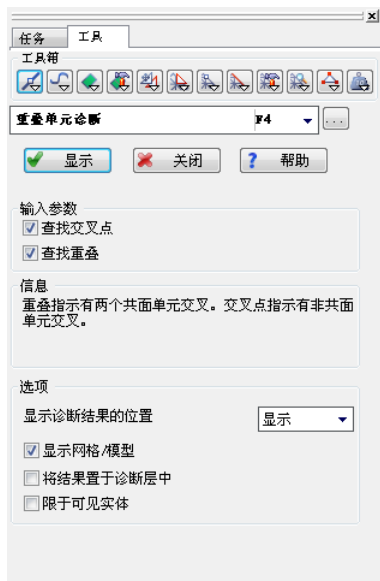 任务 工具
工具箱
重叠单元诊断 F4 ...
显示 关闭 ? 帮助
输入参数
查找交叉点
查找重叠
信息
重叠指示有两个共面单元交叉。交叉点指示有非共面
单元交叉。
选项
显示诊断结果的位置 显示
显示网格/模型
将结果置于诊断层中
限于可见实体